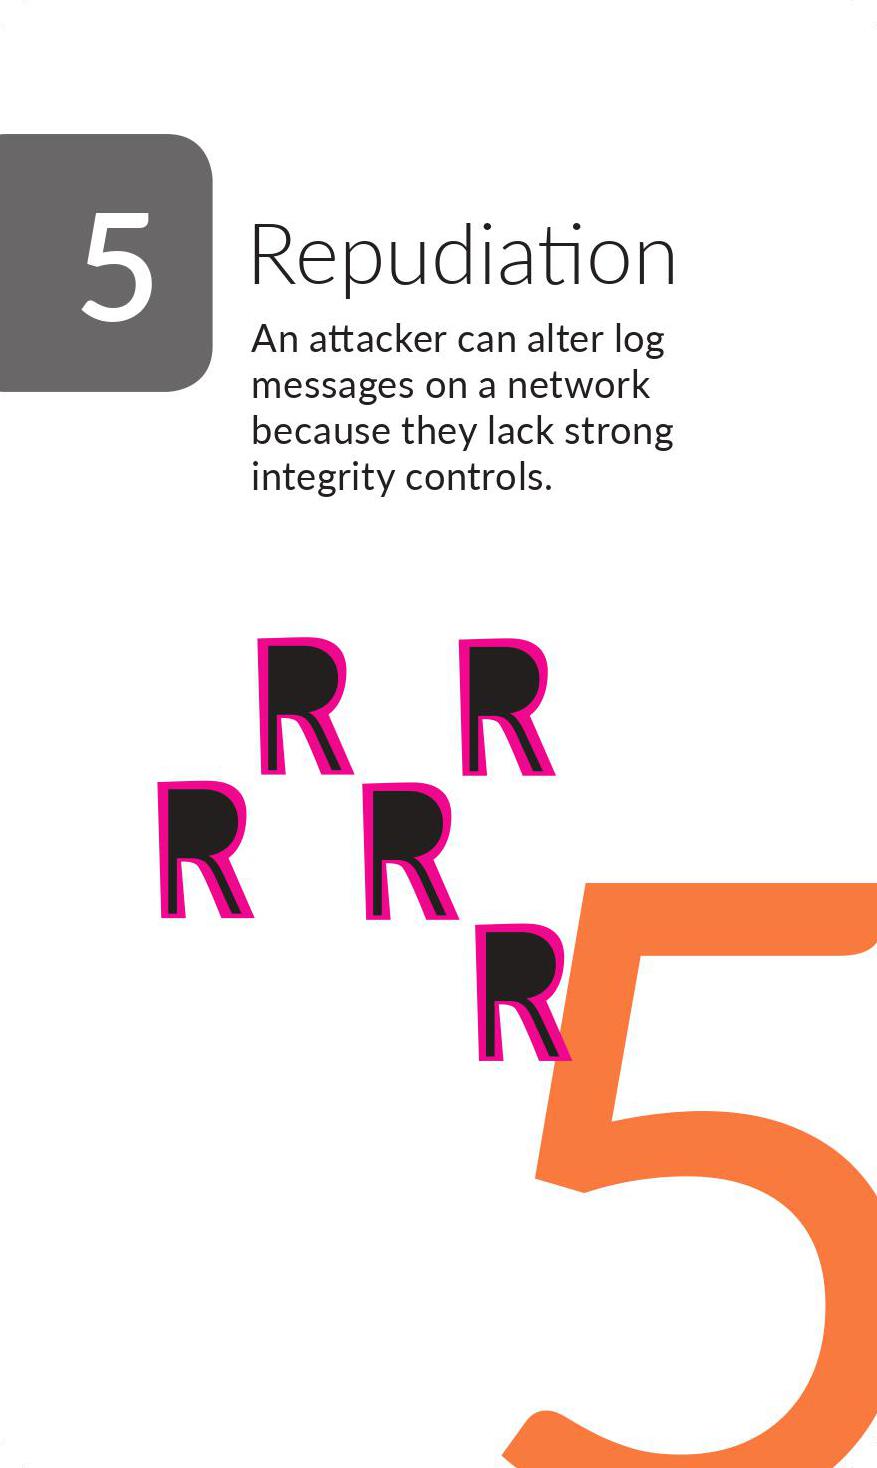 5
Repudiation
An attacker can alter log
messages on a network
because they lack strong
integrity controls.
R R
R R
R
5